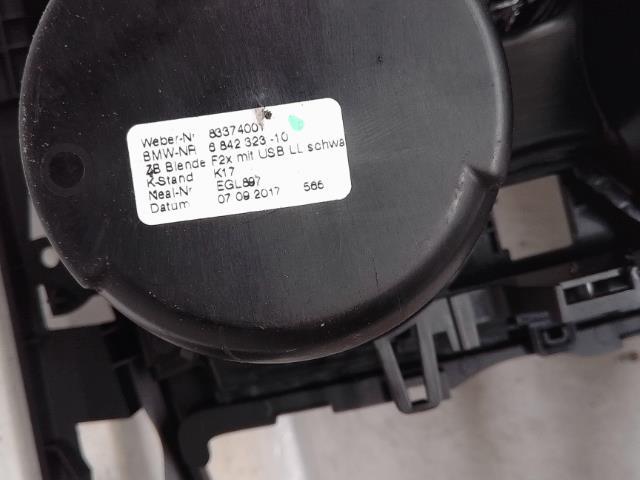 Weber-Nr 83374001
BMW-NR 6 842 323 -10
ZB Blende F2x mit USB LL schwa
K-Stand K17
Neal-Nr EGL897
Datum 07 09 2017 566